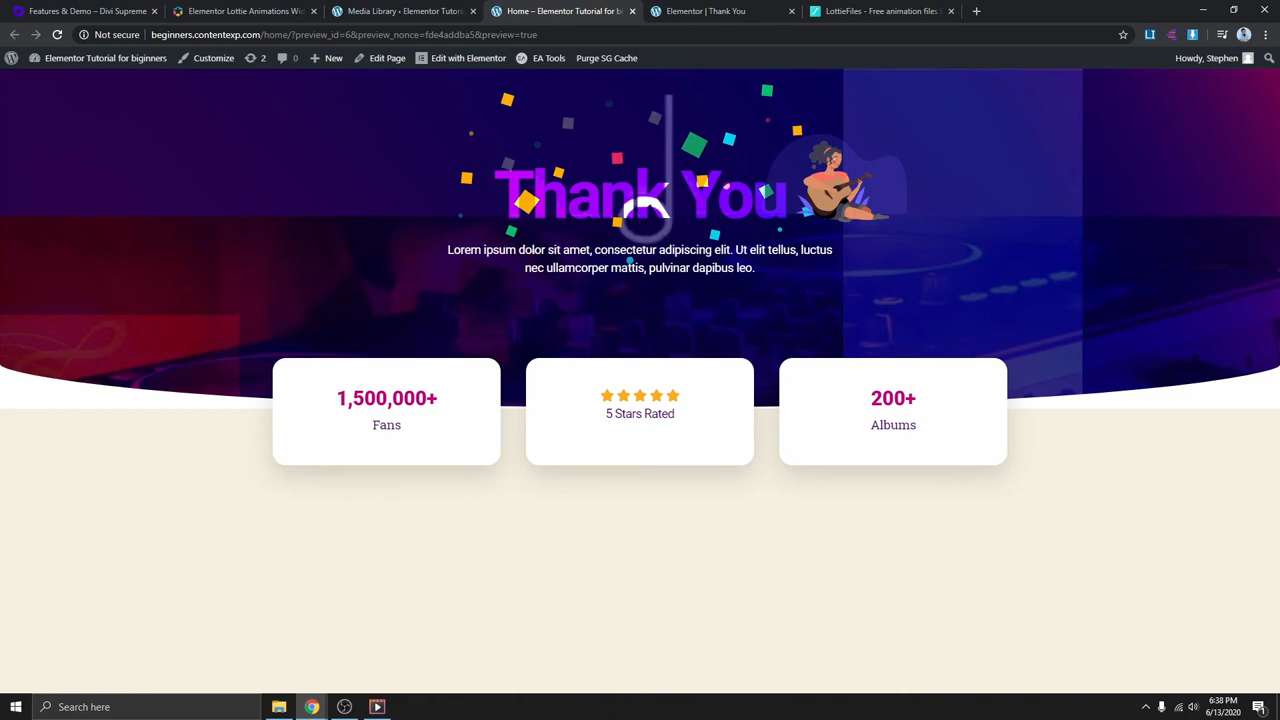 Features & Demo – Divi Supreme
Elementor Lottie Animations Wid
Media Library ‹ Elementor Tutori
Home – Elementor Tutorial for b
Elementor | Thank You
LottieFiles - Free animation files
Not secure
beginners.contentexp.com/home/?preview_id=6&preview_nonce=fde4addba5&preview=true
Elementor Tutorial for beginners
Customize
2
0
New
Edit Page
Edit with Elementor
EA Tools
Purge SG Cache
Howdy, Stephen
Thank You
Lorem ipsum dolor sit amet, consectetur adipiscing elit. Ut elit tellus, luctus
nec ullamcorper mattis, pulvinar dapibus leo.
1,500,000+
Fans
5 Stars Rated
200+
Albums
Search here
6:38 PM
6/13/2020